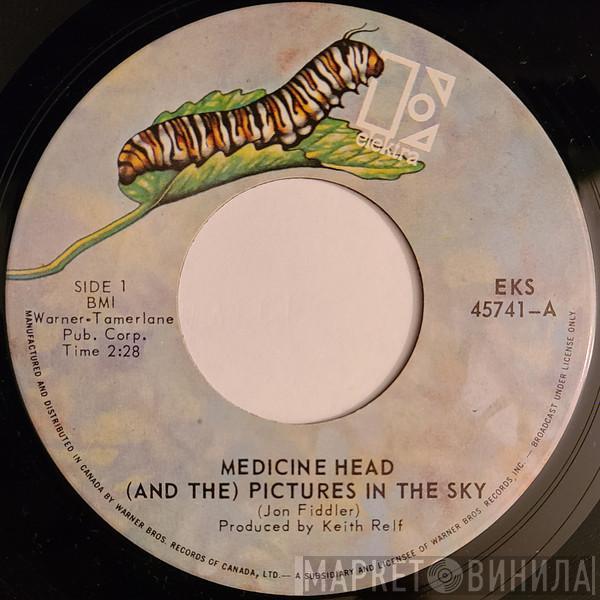 elektra
SIDE 1
BMI
Warner-Tamerlane
Pub. Corp.
Time 2:28
EKS
45741-A
MEDICINE HEAD
(AND THE) PICTURES IN THE SKY
(Jon Fiddler)
Produced by Keith Relf
MANUFACTURED AND DISTRIBUTED IN CANADA BY WARNER BROS. RECORDS OF CANADA, LTD.— A SUBSIDIARY AND LICENSEE OF WARNER BROS. RECORDS INC. — BROADCAST UNDER LICENSE ONLY.
МАРКЕТ ВИНИЛА